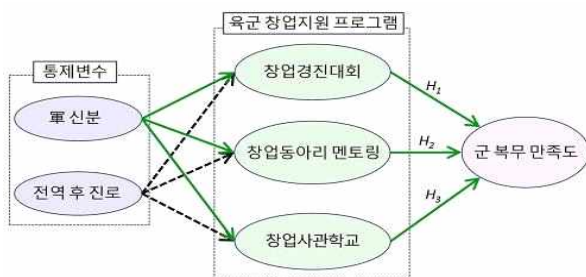 육군 창업지원 프로그램
통제변수
창업경진대회
軍 신분
H₁
창업동아리 멘토링
H₂
군 복무 만족도
전역 후 진로
H₃
창업사관학교